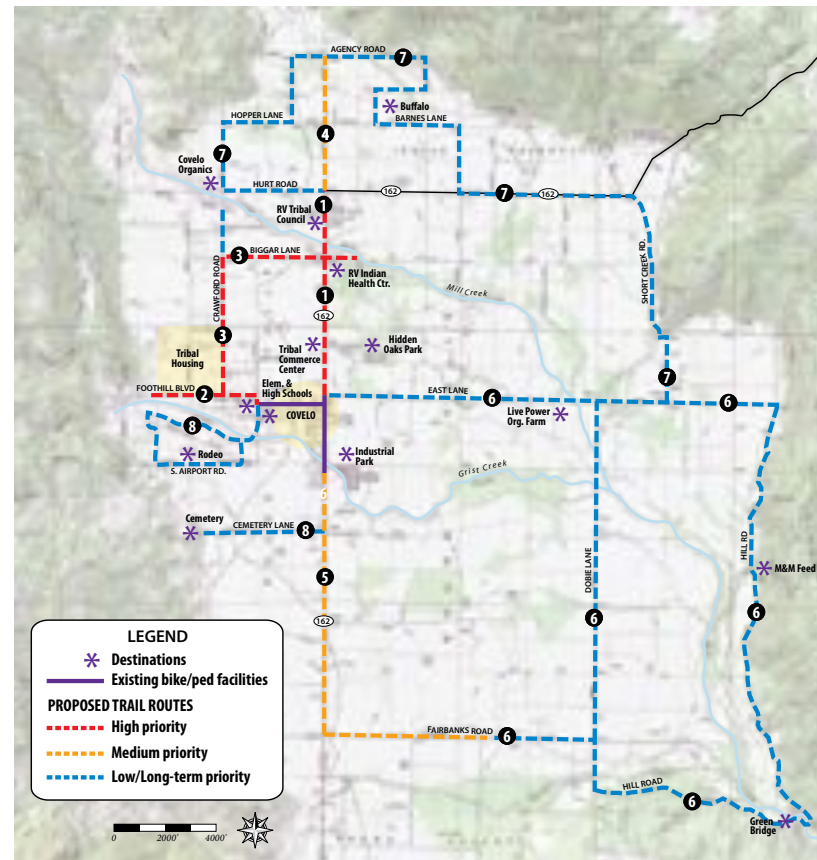 AGENCY ROAD
7
Buffalo
HOPPER LANE
BARNES LANE
4
7
Covelo
Organics
HURT ROAD
162
7
162
1
RV Tribal
Council
BIGGAR LANE
3
RV Indian
Health Ctr.
Mill Creek
SHORT CREEK RD.
CRAWFORD ROAD
1
162
3
Tribal
Housing
Tribal
Commerce
Center
Hidden
Oaks Park
7
FOOTHILL BLVD
2
Elem. &
High Schools
EAST LANE
6
6
COVELO
Live Power
Org. Farm
8
Rodeo
S. AIRPORT RD.
Industrial
Park
Grist Creek
6
Cemetery
CEMETERY LANE
8
HILL RD
5
DOBIE LANE
M&M Feed
162
6
6
FAIRBANKS ROAD
6
HILL ROAD
6
Green
Bridge
LEGEND
Destinations
Existing bike/ped facilities
PROPOSED TRAIL ROUTES
High priority
Medium priority
Low/Long-term priority
0 2000' 4000'